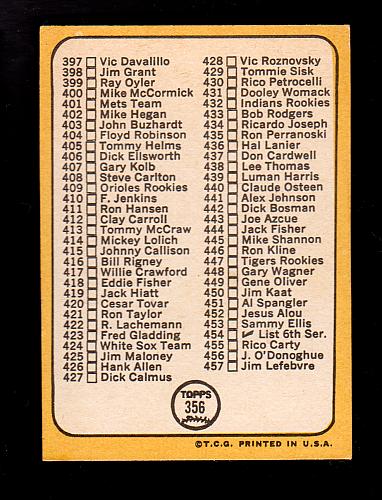 397 Vic Davalillo
398 Jim Grant
399 Ray Oyler
400 Mike McCormick
401 Mets Team
402 Mike Hegan
403 John Buzhardt
404 Floyd Robinson
405 Tommy Helms
406 Dick Ellsworth
407 Gary Kolb
408 Steve Carlton
409 Orioles Rookies
410 F. Jenkins
411 Ron Hansen
412 Clay Carroll
413 Tommy McCraw
414 Mickey Lolich
415 Johnny Callison
416 Bill Rigney
417 Willie Crawford
418 Eddie Fisher
419 Jack Hiatt
420 Cesar Tovar
421 Ron Taylor
422 R. Lachemann
423 Fred Gladding
424 White Sox Team
425 Jim Maloney
426 Hank Allen
427 Dick Calmus
428 Vic Roznovsky
429 Tommie Sisk
430 Rico Petrocelli
431 Dooley Womack
432 Indians Rookies
433 Bob Rodgers
434 Ricardo Joseph
435 Ron Perranoski
436 Hal Lanier
437 Don Cardwell
438 Lee Thomas
439 Luman Harris
440 Claude Osteen
441 Alex Johnson
442 Dick Bosman
443 Joe Azcue
444 Jack Fisher
445 Mike Shannon
446 Ron Kline
447 Tigers Rookies
448 Gary Wagner
449 Gene Oliver
450 Jim Kaat
451 Al Spangler
452 Jesus Alou
453 Sammy Ellis
454 ✓ List 6th Ser.
455 Rico Carty
456 J. O'Donoghue
457 Jim Lefebvre
TOPPS
356
©T.C.G. PRINTED IN U.S.A.